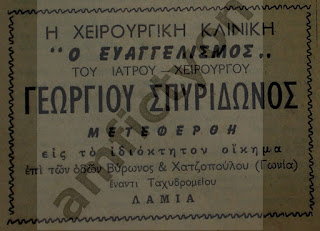 Η ΧΕΙΡΟΥΡΓΙΚΗ ΚΛΙΝΙΚΗ
"Ο ΕΥΑΓΓΕΛΙΣΜΟΣ,,
ΤΟΥ ΙΑΤΡΟΥ — ΧΕΙΡΟΥΡΓΟΥ
ΓΕΩΡΓΙΟΥ ΣΠΥΡΙΔΩΝΟΣ
ΜΕΤΕΦΕΡΘΗ
εἰς τὸ ἰδιόκτητον οἴκημα
ἐπὶ τῶν ὁδῶν Βύρωνος & Χατζοπούλου (Γωνία)
ἔναντι Ταχυδρομείου
ΛΑΜΙΑ